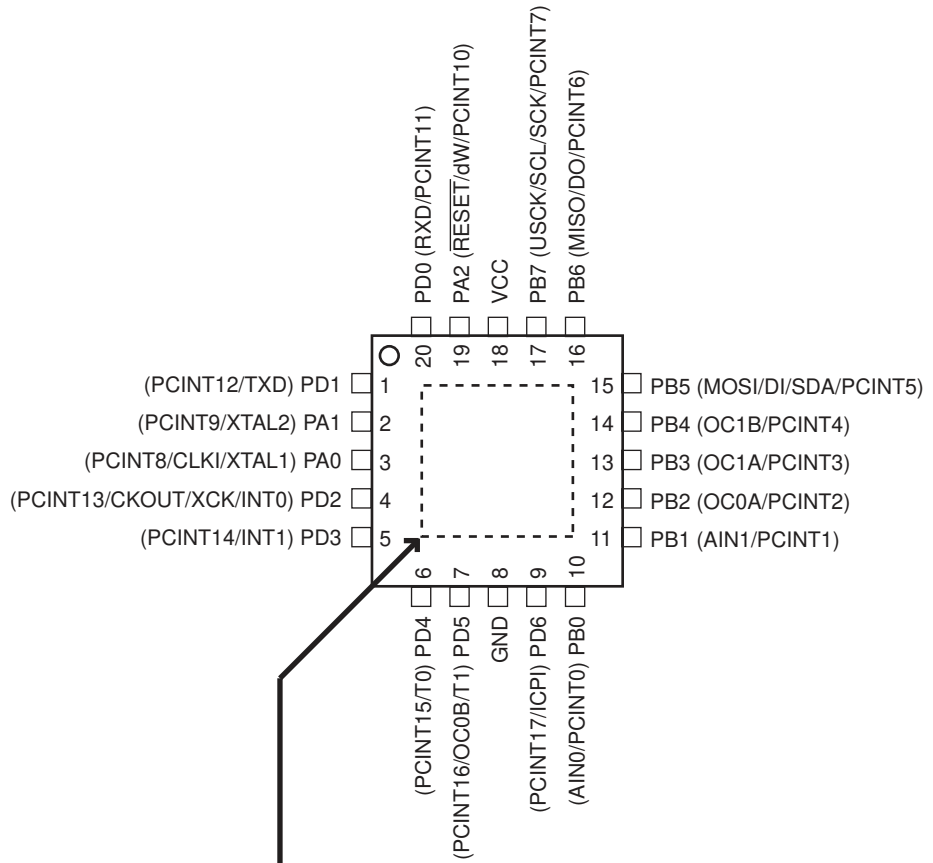 PD0 (RXD/PCINT11)
PA2 (RESET/dW/PCINT10)
VCC
PB7 (USCK/SCL/SCK/PCINT7)
PB6 (MISO/DO/PCINT6)
20
19
18
17
16
(PCINT12/TXD) PD1
1
(PCINT9/XTAL2) PA1
2
(PCINT8/CLKI/XTAL1) PA0
3
(PCINT13/CKOUT/XCK/INT0) PD2
4
(PCINT14/INT1) PD3
5
15
PB5 (MOSI/DI/SDA/PCINT5)
14
PB4 (OC1B/PCINT4)
13
PB3 (OC1A/PCINT3)
12
PB2 (OC0A/PCINT2)
11
PB1 (AIN1/PCINT1)
6
7
8
9
10
(PCINT15/T0) PD4
(PCINT16/OC0B/T1) PD5
GND
(PCINT17/ICPI) PD6
(AIN0/PCINT0) PB0